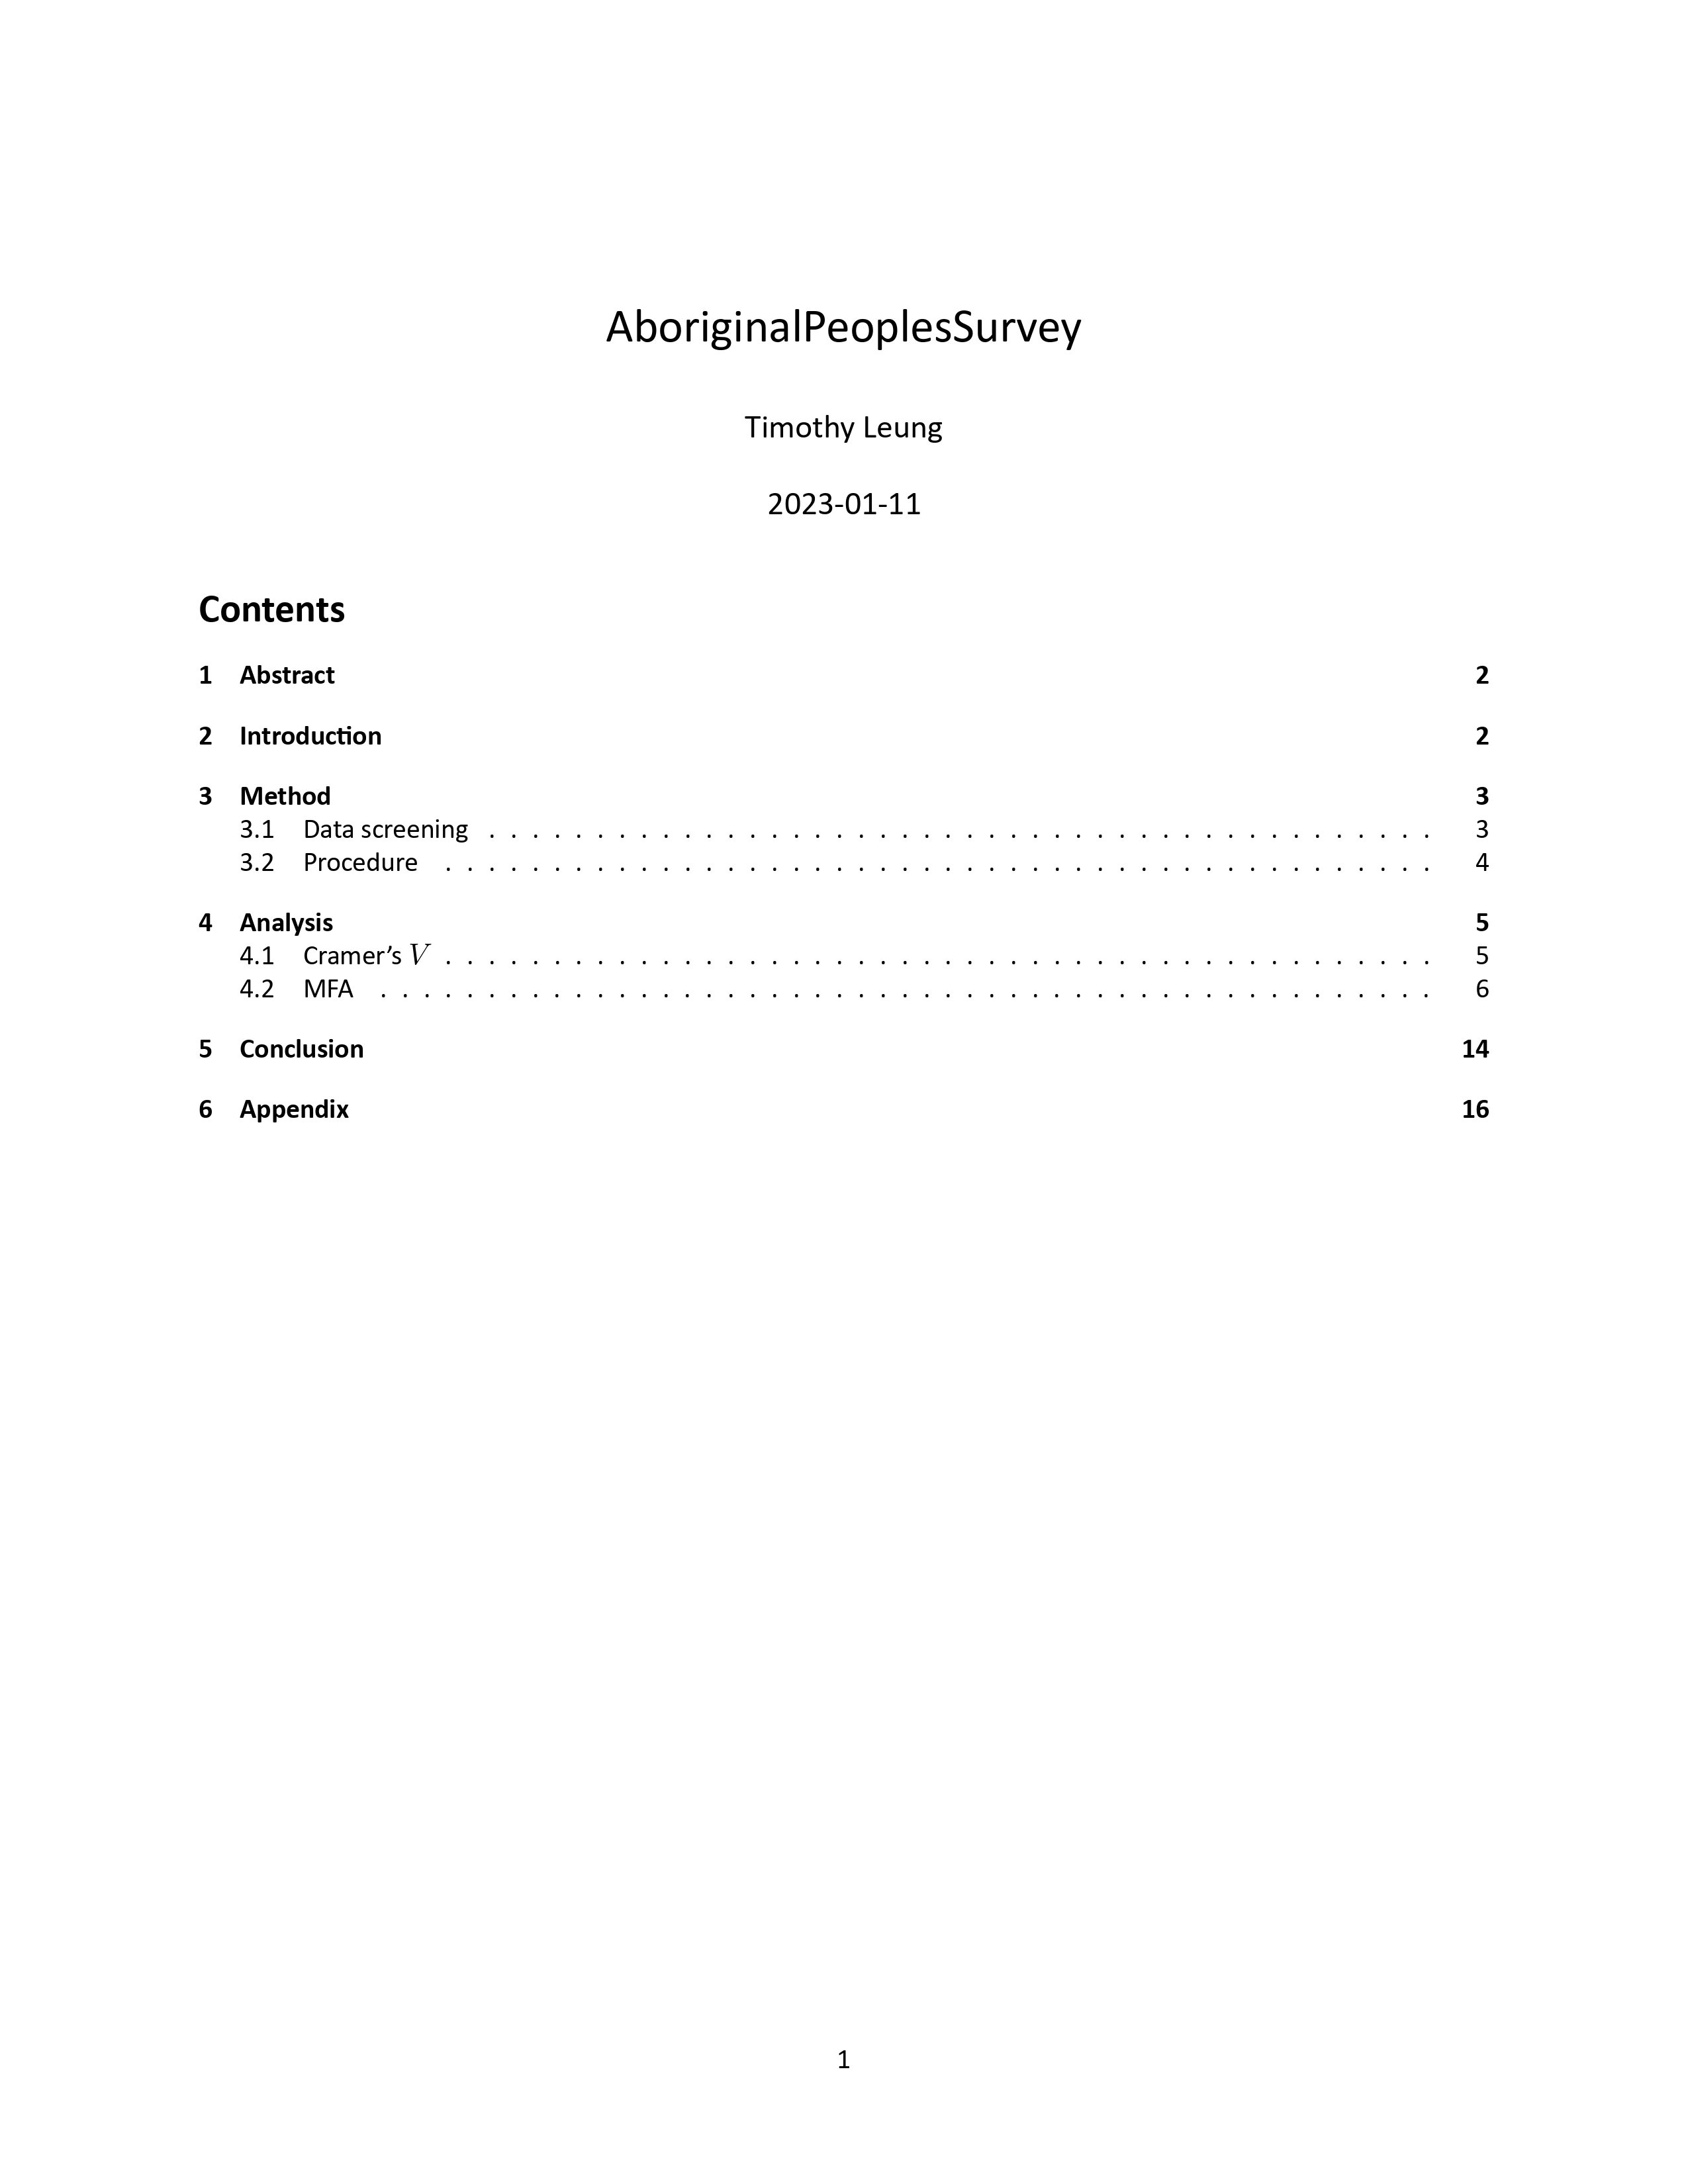 AboriginalPeoplesSurvey
Timothy Leung
2023-01-11
Contents
1 Abstract 2
2 Introduction 2
3 Method 3
3.1 Data screening . . . . . . . . . . . . . . . . . . . . . . . . . . . . . . . . . . . . . . . . . . . . 3
3.2 Procedure . . . . . . . . . . . . . . . . . . . . . . . . . . . . . . . . . . . . . . . . . . . . . . 4
4 Analysis 5
4.1 Cramer’s V . . . . . . . . . . . . . . . . . . . . . . . . . . . . . . . . . . . . . . . . . . . . . . 5
4.2 MFA . . . . . . . . . . . . . . . . . . . . . . . . . . . . . . . . . . . . . . . . . . . . . . . . . 6
5 Conclusion 14
6 Appendix 16
1